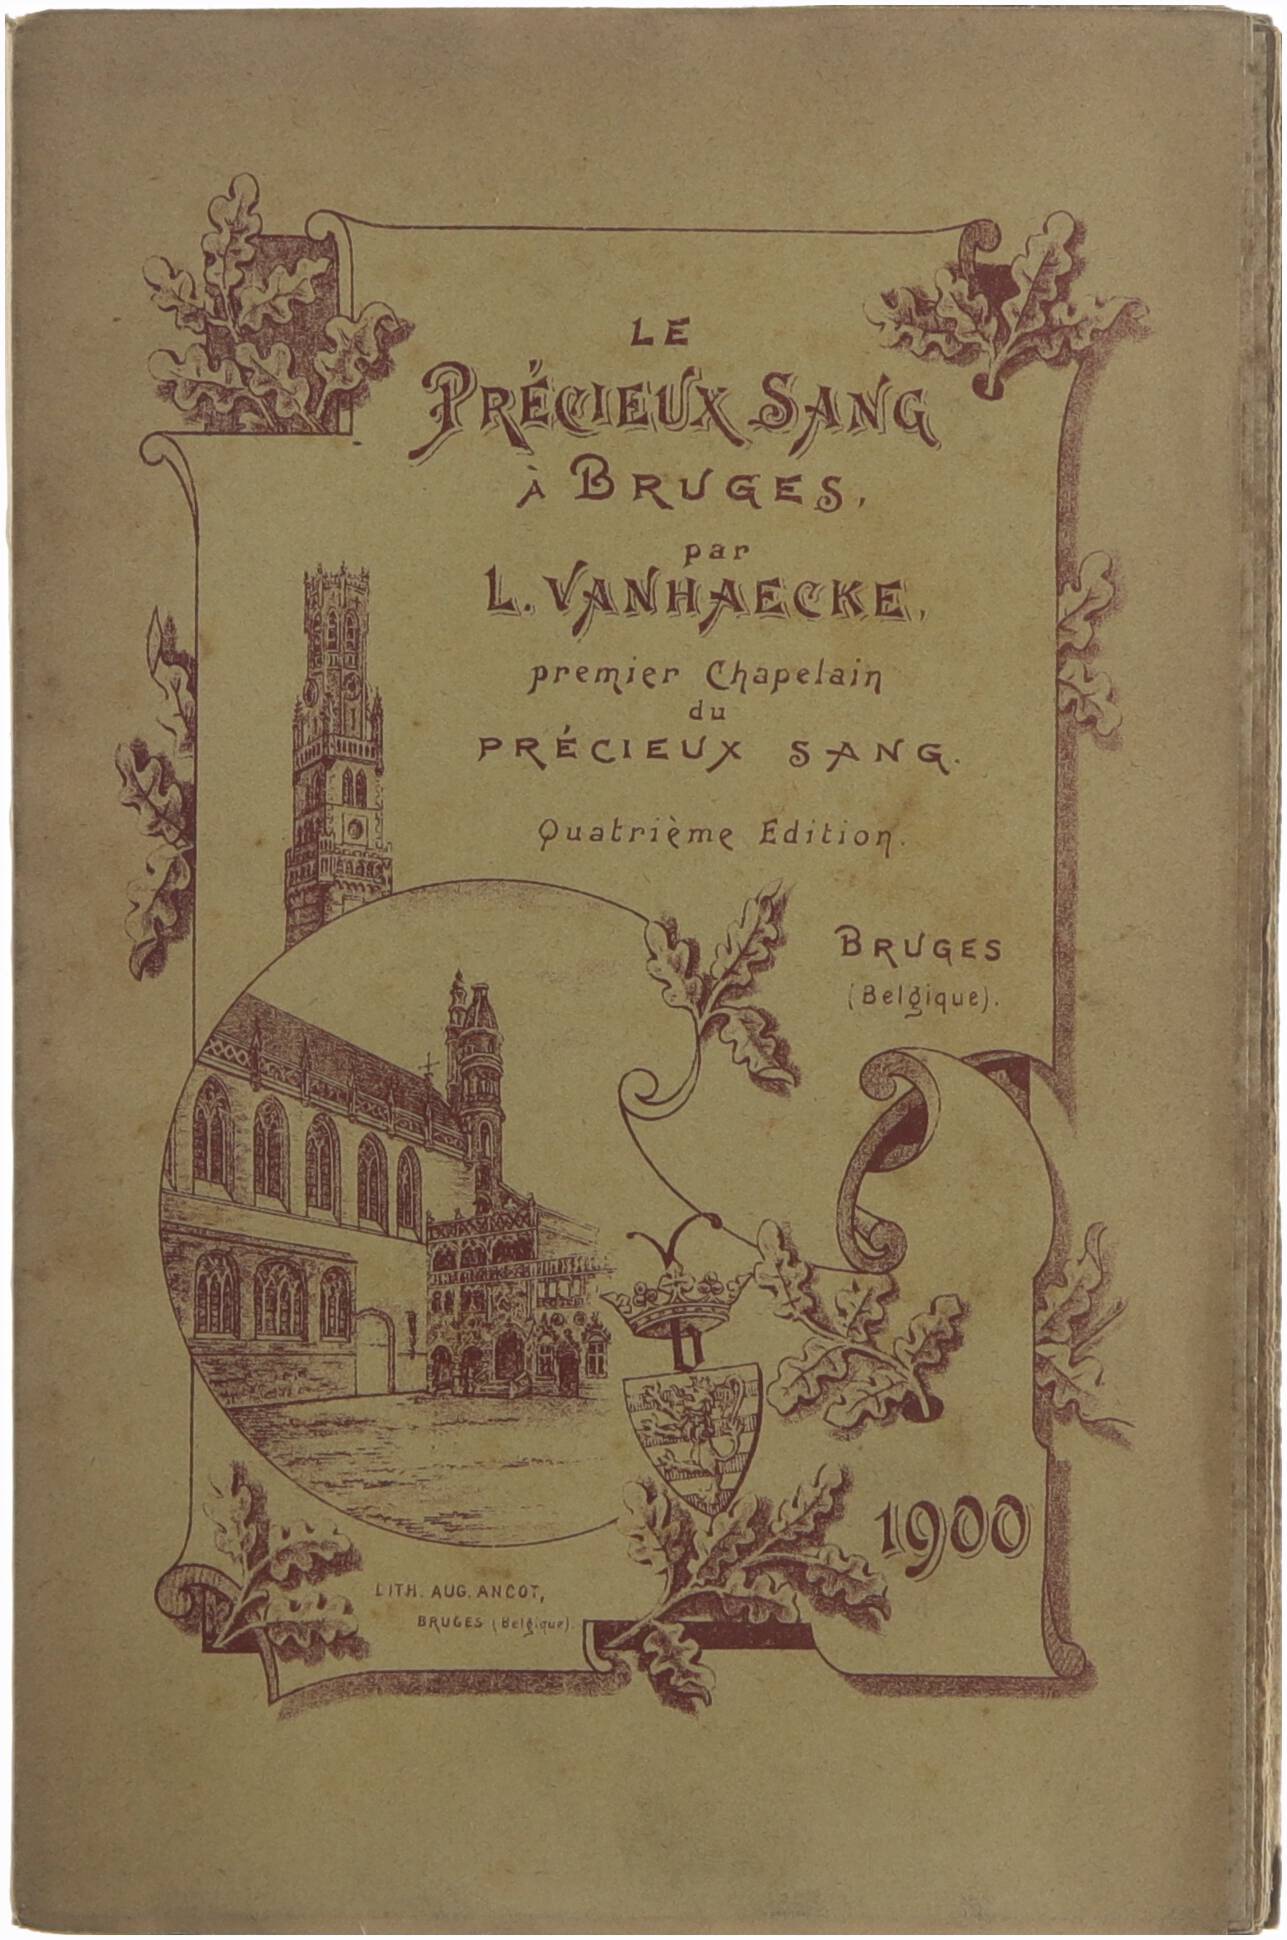 LE
PRÉCIEUX SANG
À BRUGES,
par
L. VANHAECKE,
premier Chapelain
du
PRÉCIEUX SANG.
Quatrième Edition.
BRUGES
(Belgique).
b
1900
LITH. AUG. ANCOT,
BRUGES (Belgique).